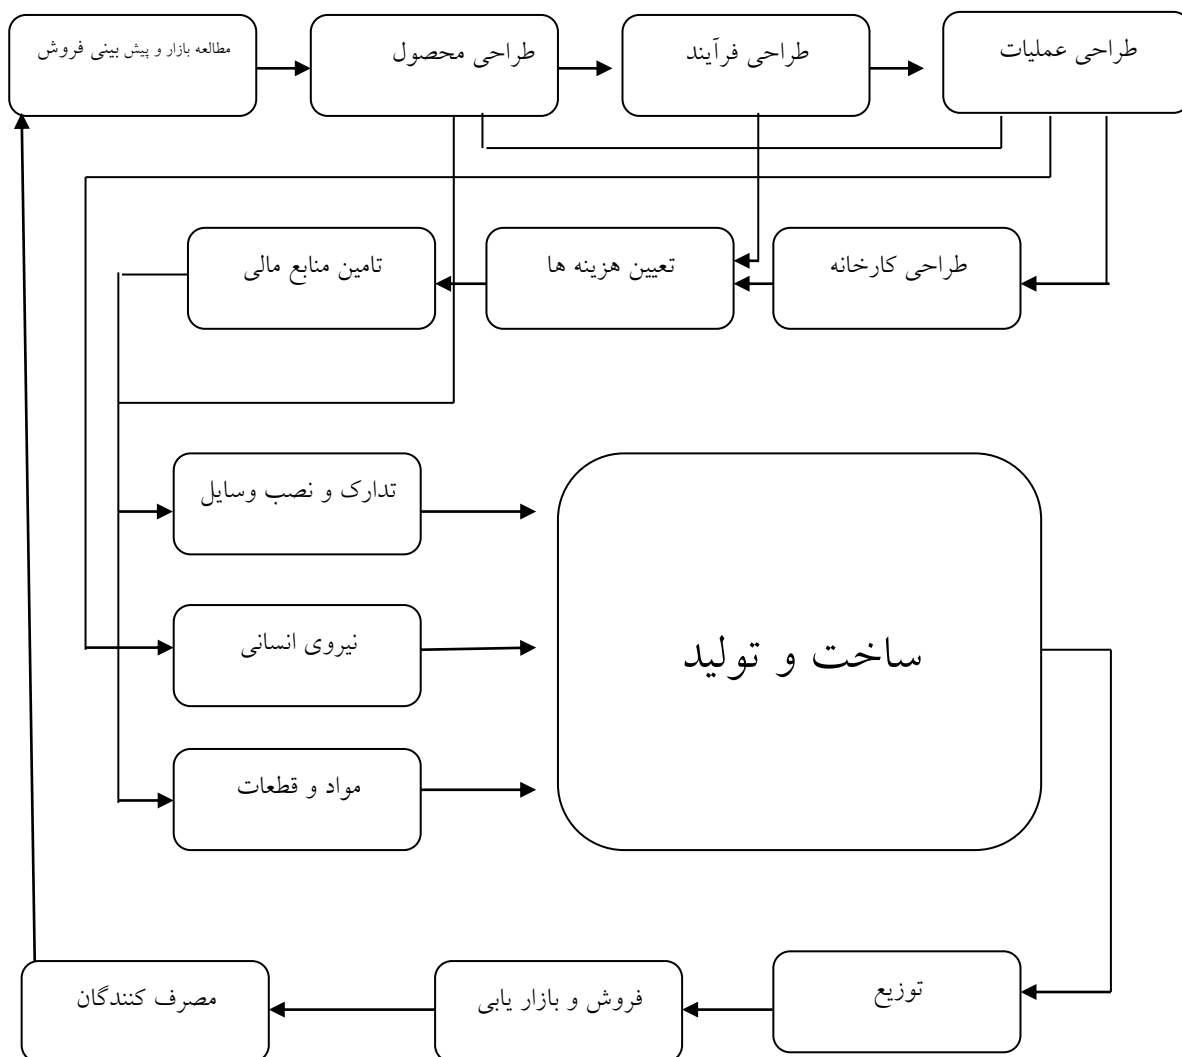 مطالعه بازار و پیش بینی فروش
طراحی محصول
طراحی فرآیند
طراحی عملیات
تامین منابع مالی
تعیین هزینه ها
طراحی کارخانه
تدارک و نصب وسایل
نیروی انسانی
ساخت و تولید
مواد و قطعات
مصرف کنندگان
فروش و بازار یابی
توزیع